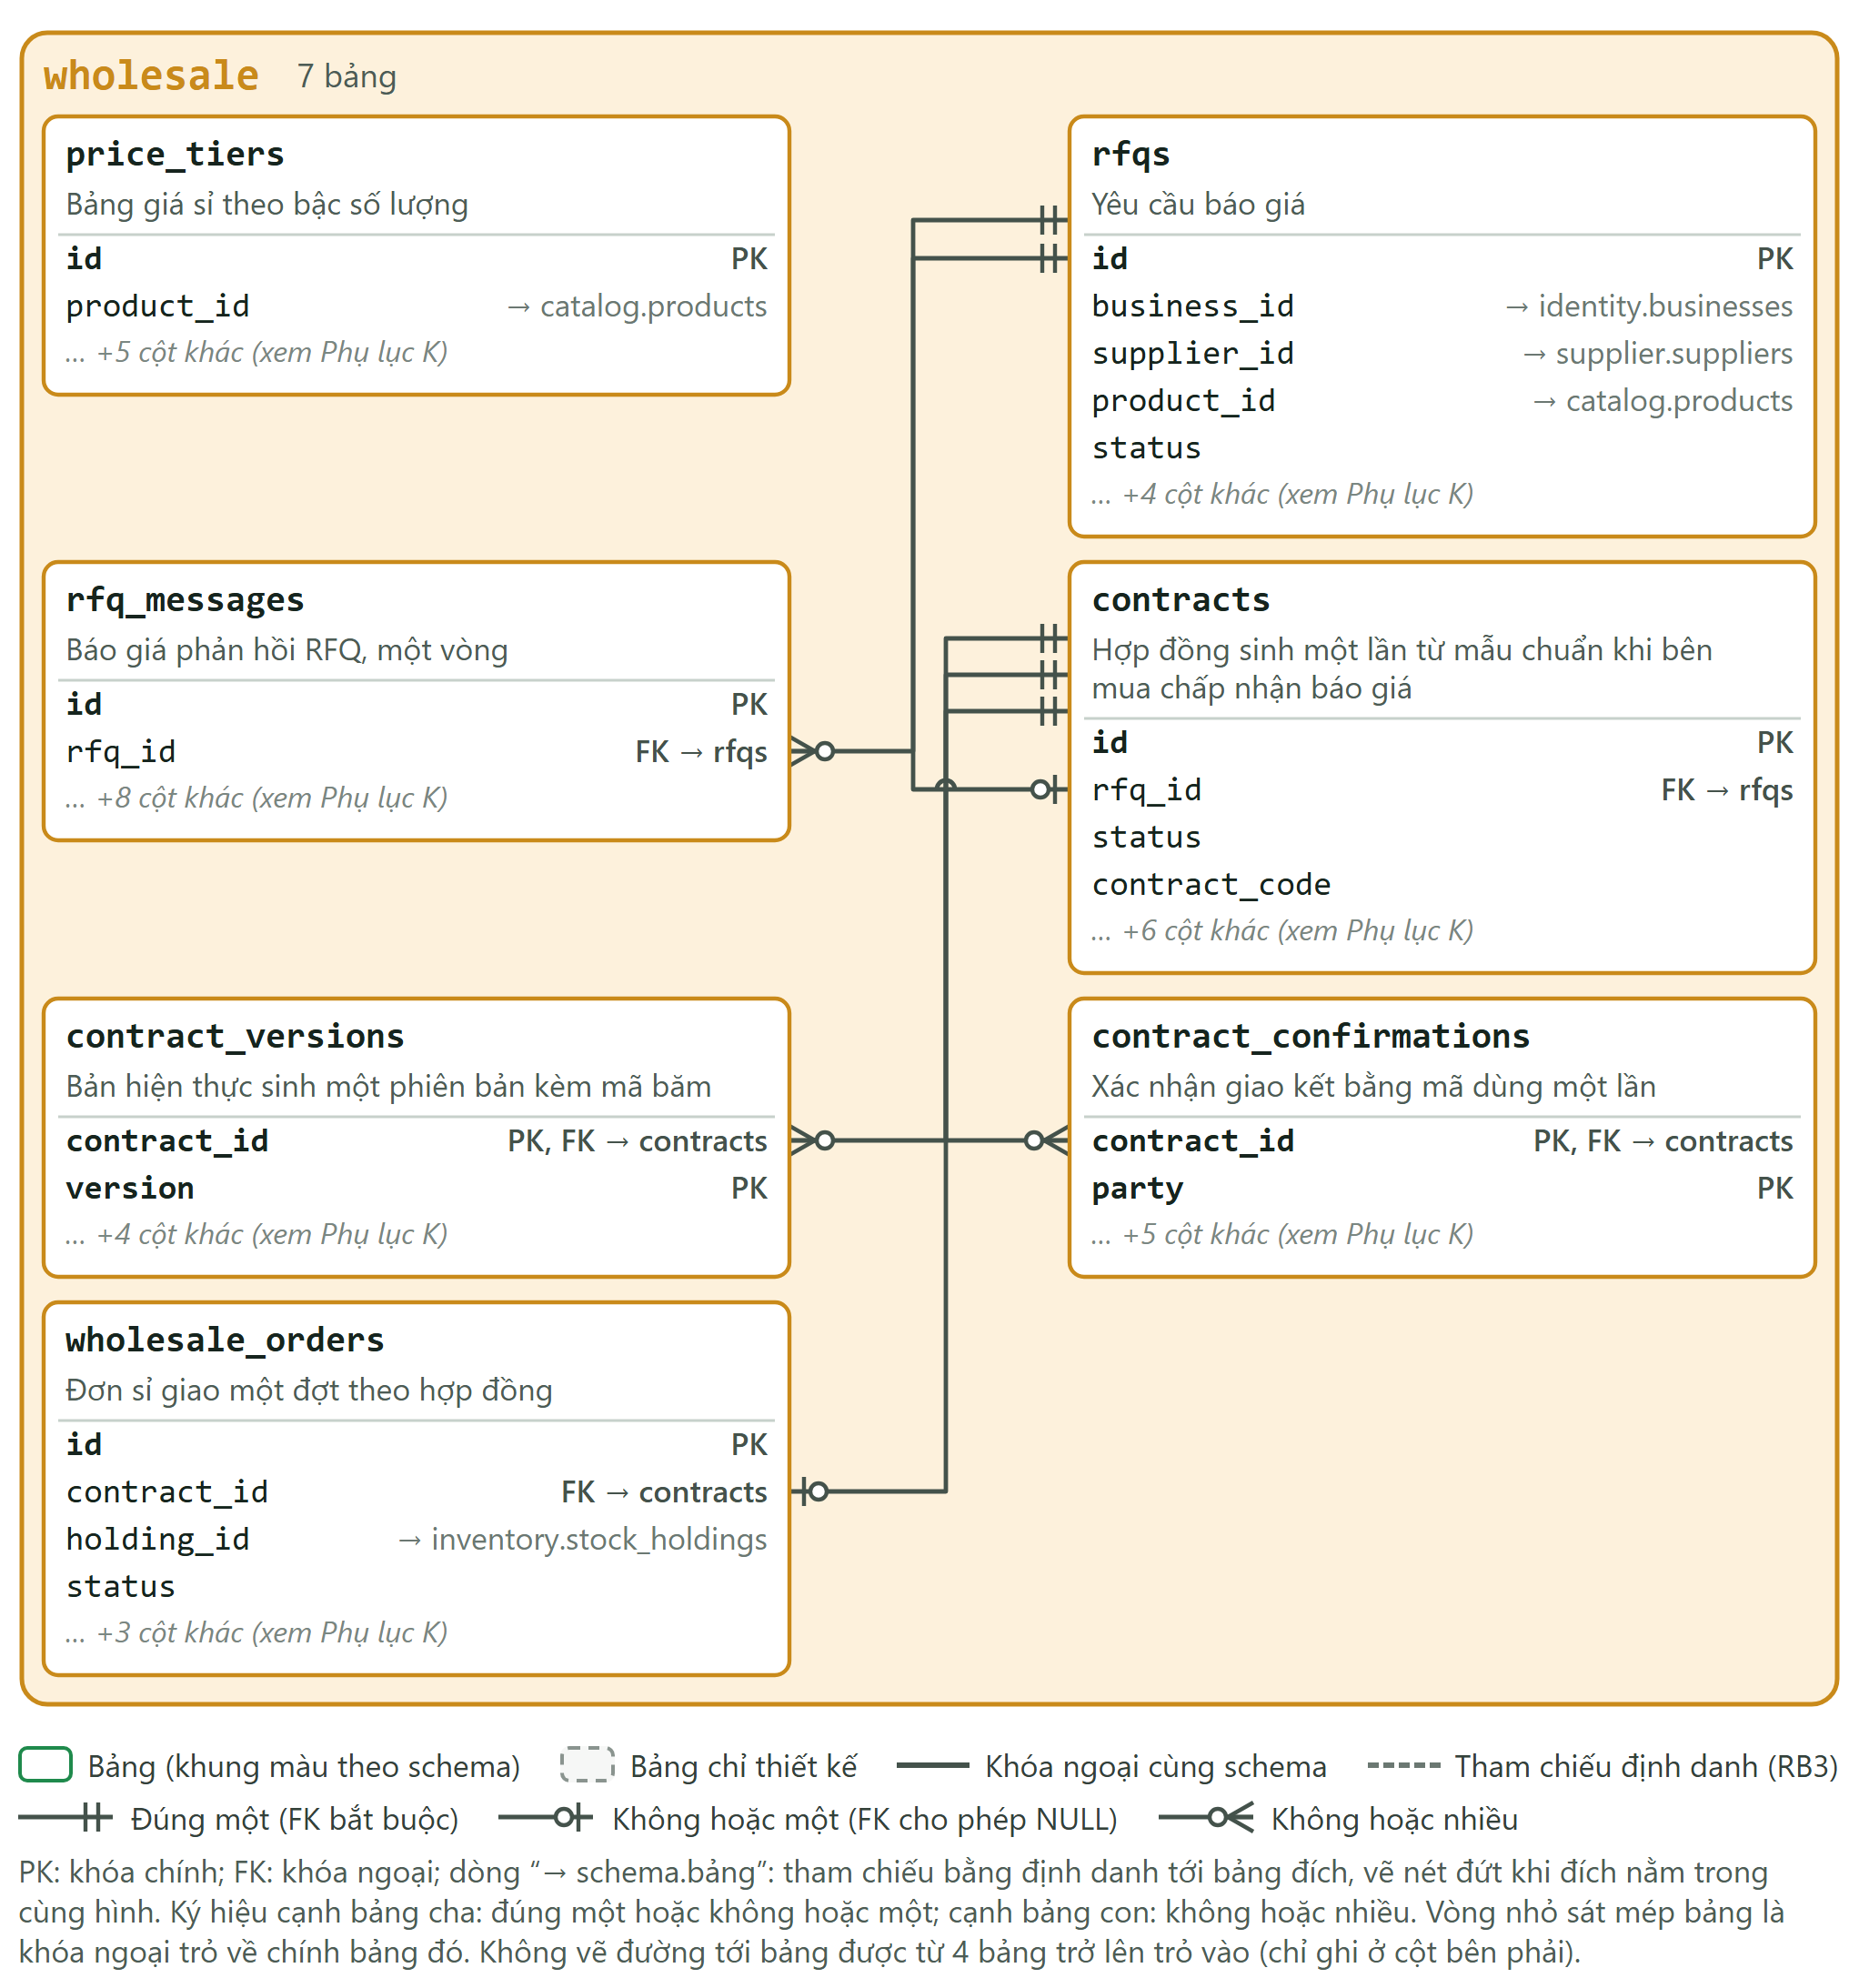 wholesale 7 bảng
price_tiers
Bảng giá sỉ theo bậc số lượng
id PK
product_id → catalog.products
... +5 cột khác (xem Phụ lục K)
rfqs
Yêu cầu báo giá
id PK
business_id → identity.businesses
supplier_id → supplier.suppliers
product_id → catalog.products
status
... +4 cột khác (xem Phụ lục K)
rfq_messages
Báo giá phản hồi RFQ, một vòng
id PK
rfq_id FK → rfqs
... +8 cột khác (xem Phụ lục K)
contracts
Hợp đồng sinh một lần từ mẫu chuẩn khi bên
mua chấp nhận báo giá
id PK
rfq_id FK → rfqs
status
contract_code
... +6 cột khác (xem Phụ lục K)
contract_versions
Bản hiện thực sinh một phiên bản kèm mã băm
contract_id PK, FK → contracts
version PK
... +4 cột khác (xem Phụ lục K)
contract_confirmations
Xác nhận giao kết bằng mã dùng một lần
contract_id PK, FK → contracts
party PK
... +5 cột khác (xem Phụ lục K)
wholesale_orders
Đơn sỉ giao một đợt theo hợp đồng
id PK
contract_id FK → contracts
holding_id → inventory.stock_holdings
status
... +3 cột khác (xem Phụ lục K)
Bảng (khung màu theo schema) Bảng chỉ thiết kế Khóa ngoại cùng schema Tham chiếu định danh (RB3)
Đúng một (FK bắt buộc) Không hoặc một (FK cho phép NULL) Không hoặc nhiều
PK: khóa chính; FK: khóa ngoại; dòng “→ schema.bảng”: tham chiếu bằng định danh tới bảng đích, vẽ nét đứt khi đích nằm trong
cùng hình. Ký hiệu cạnh bảng cha: đúng một hoặc không hoặc một; cạnh bảng con: không hoặc nhiều. Vòng nhỏ sát mép bảng là
khóa ngoại trỏ về chính bảng đó. Không vẽ đường tới bảng được từ 4 bảng trở lên trỏ vào (chỉ ghi ở cột bên phải).